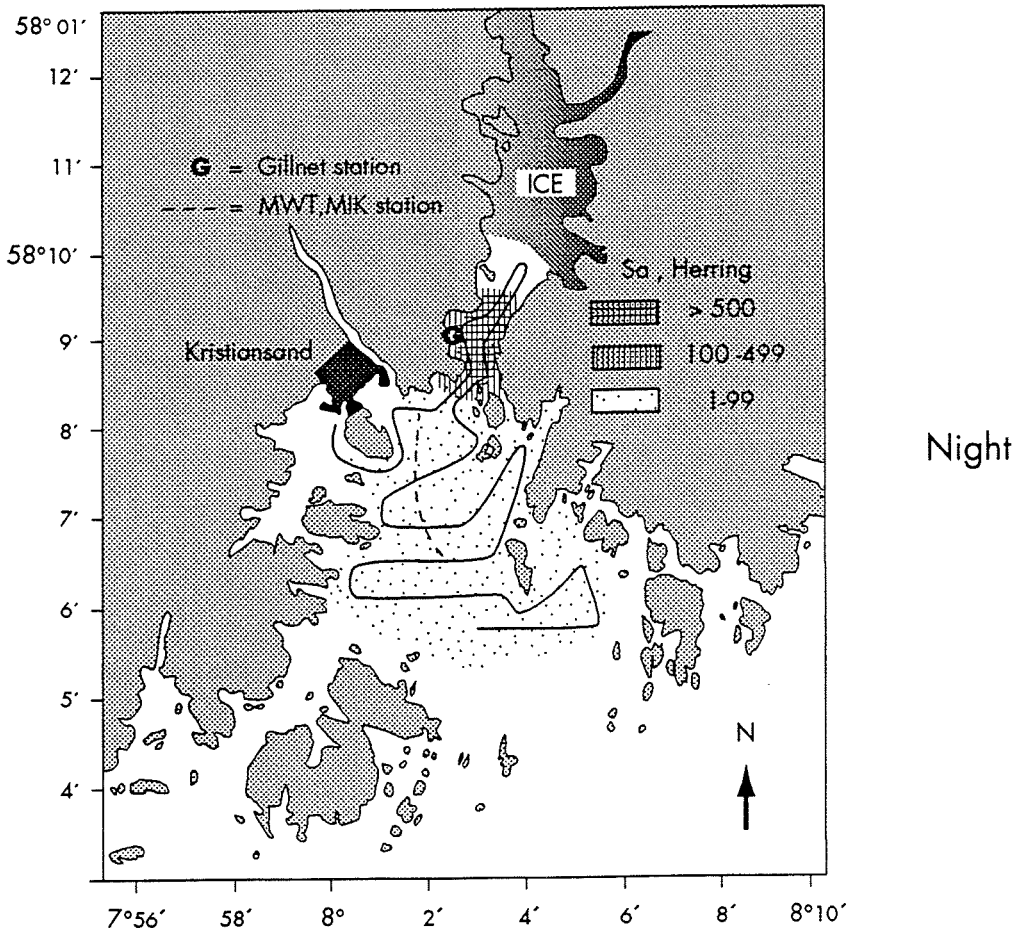 58° 01′
12′
11′
58°10′
9′
8′
7′
6′
5′
4′
G = Gillnet station
---- = MWT,MIK station
ICE
Sa , Herring
> 500
100 -499
1-99
Kristiansand
Night
N
7°56′ 58′ 8° 2′ 4′ 6′ 8°10′
G